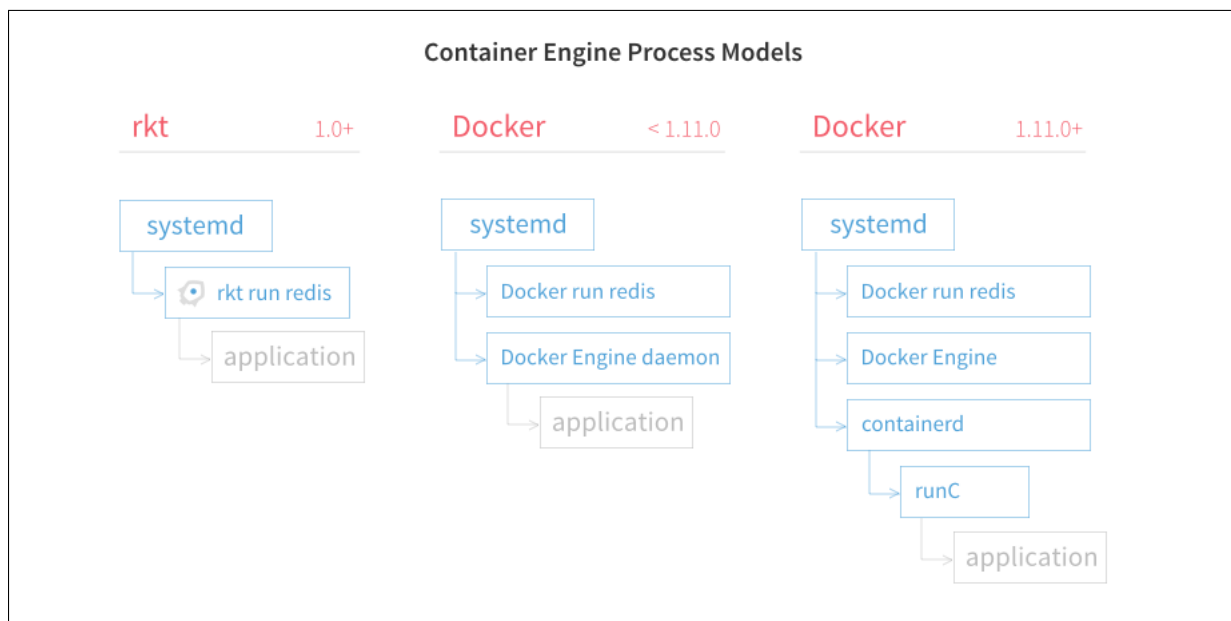 Container Engine Process Models
rkt 1.0+
systemd
rkt run redis
application
Docker < 1.11.0
systemd
Docker run redis
Docker Engine daemon
application
Docker 1.11.0+
systemd
Docker run redis
Docker Engine
containerd
runC
application